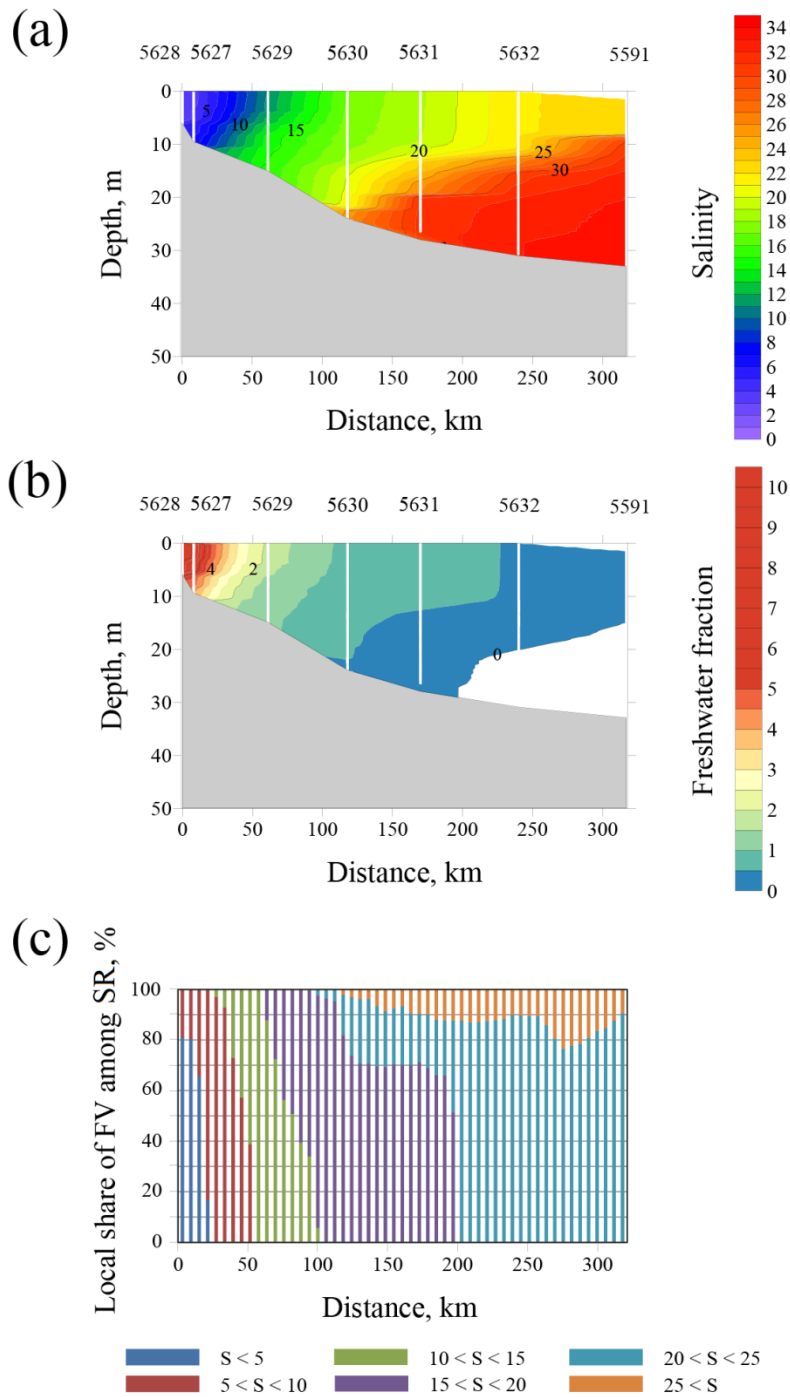 (a)
5628 5627 5629 5630 5631 5632 5591
0
10
20
30
40
50
Depth, m
5 10 15 20 25 30
0 50 100 150 200 250 300
Distance, km
Salinity
34
32
30
28
26
24
22
20
18
16
14
12
10
8
6
4
2
0
(b)
5628 5627 5629 5630 5631 5632 5591
0
10
20
30
40
50
Depth, m
4 2 0
0 50 100 150 200 250 300
Distance, km
Freshwater fraction
10
9
8
7
6
5
4
3
2
1
0
(c)
Local share of FV among SR, %
100
80
60
40
20
0
0 50 100 150 200 250 300
Distance, km
S < 5 10 < S < 15 20 < S < 25
5 < S < 10 15 < S < 20 25 < S